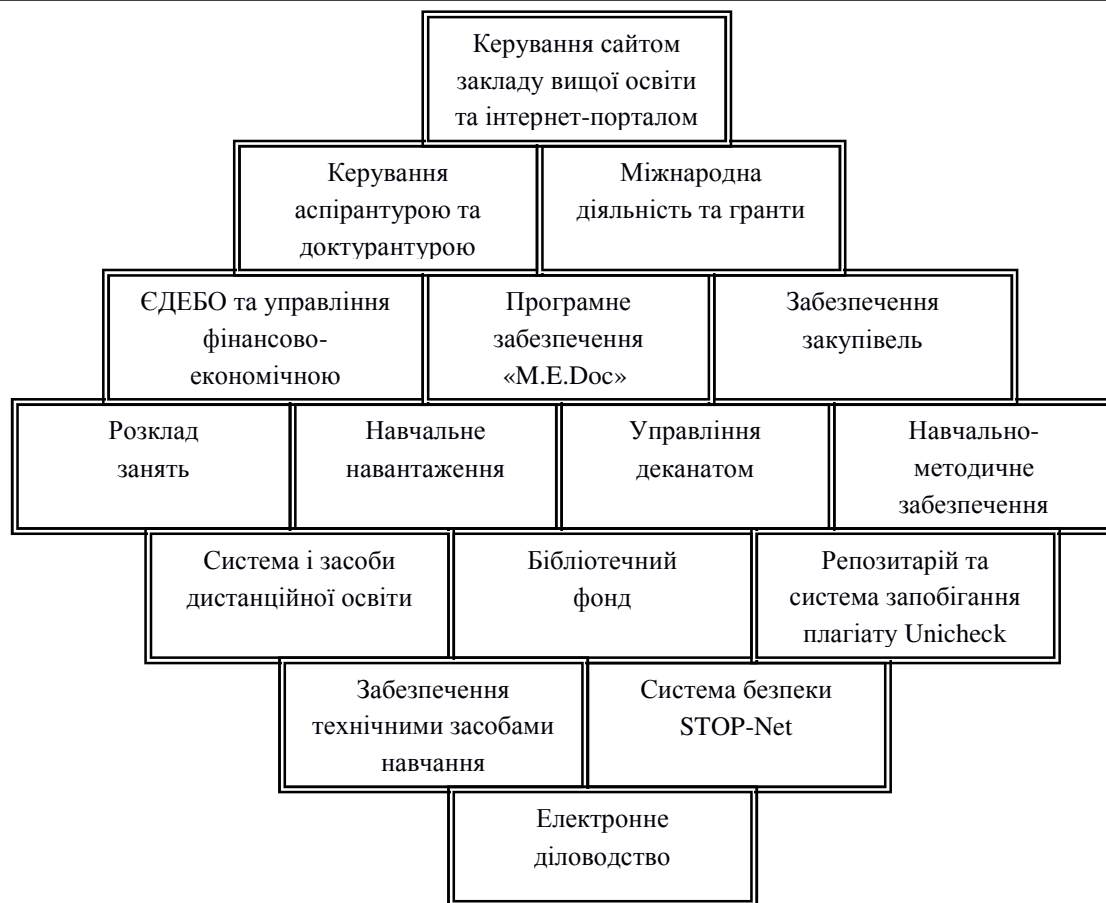 Керування сайтом
закладу вищої освіти
та інтернет-порталом
Керування
аспірантурою та
доктурантурою
Міжнародна
діяльність та гранти
ЄДЕБО та управління
фінансово-
економічною
Програмне
забезпечення
«M.E.Doc»
Забезпечення
закупівель
Розклад
занять
Навчальне
навантаження
Управління
деканатом
Навчально-
методичне
забезпечення
Система і засоби
дистанційної освіти
Бібліотечний
фонд
Репозитарій та
система запобігання
плагіату Unicheck
Забезпечення
технічними засобами
навчання
Система безпеки
STOP-Net
Електронне
діловодство